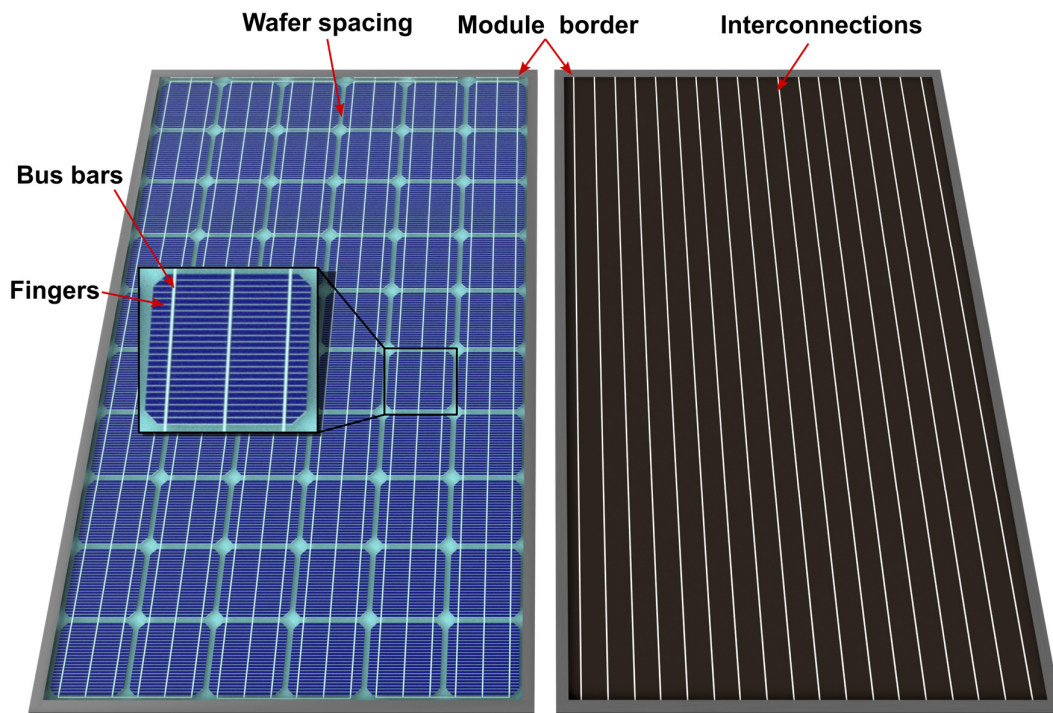 Wafer spacing
Module border
Interconnections
Bus bars
Fingers